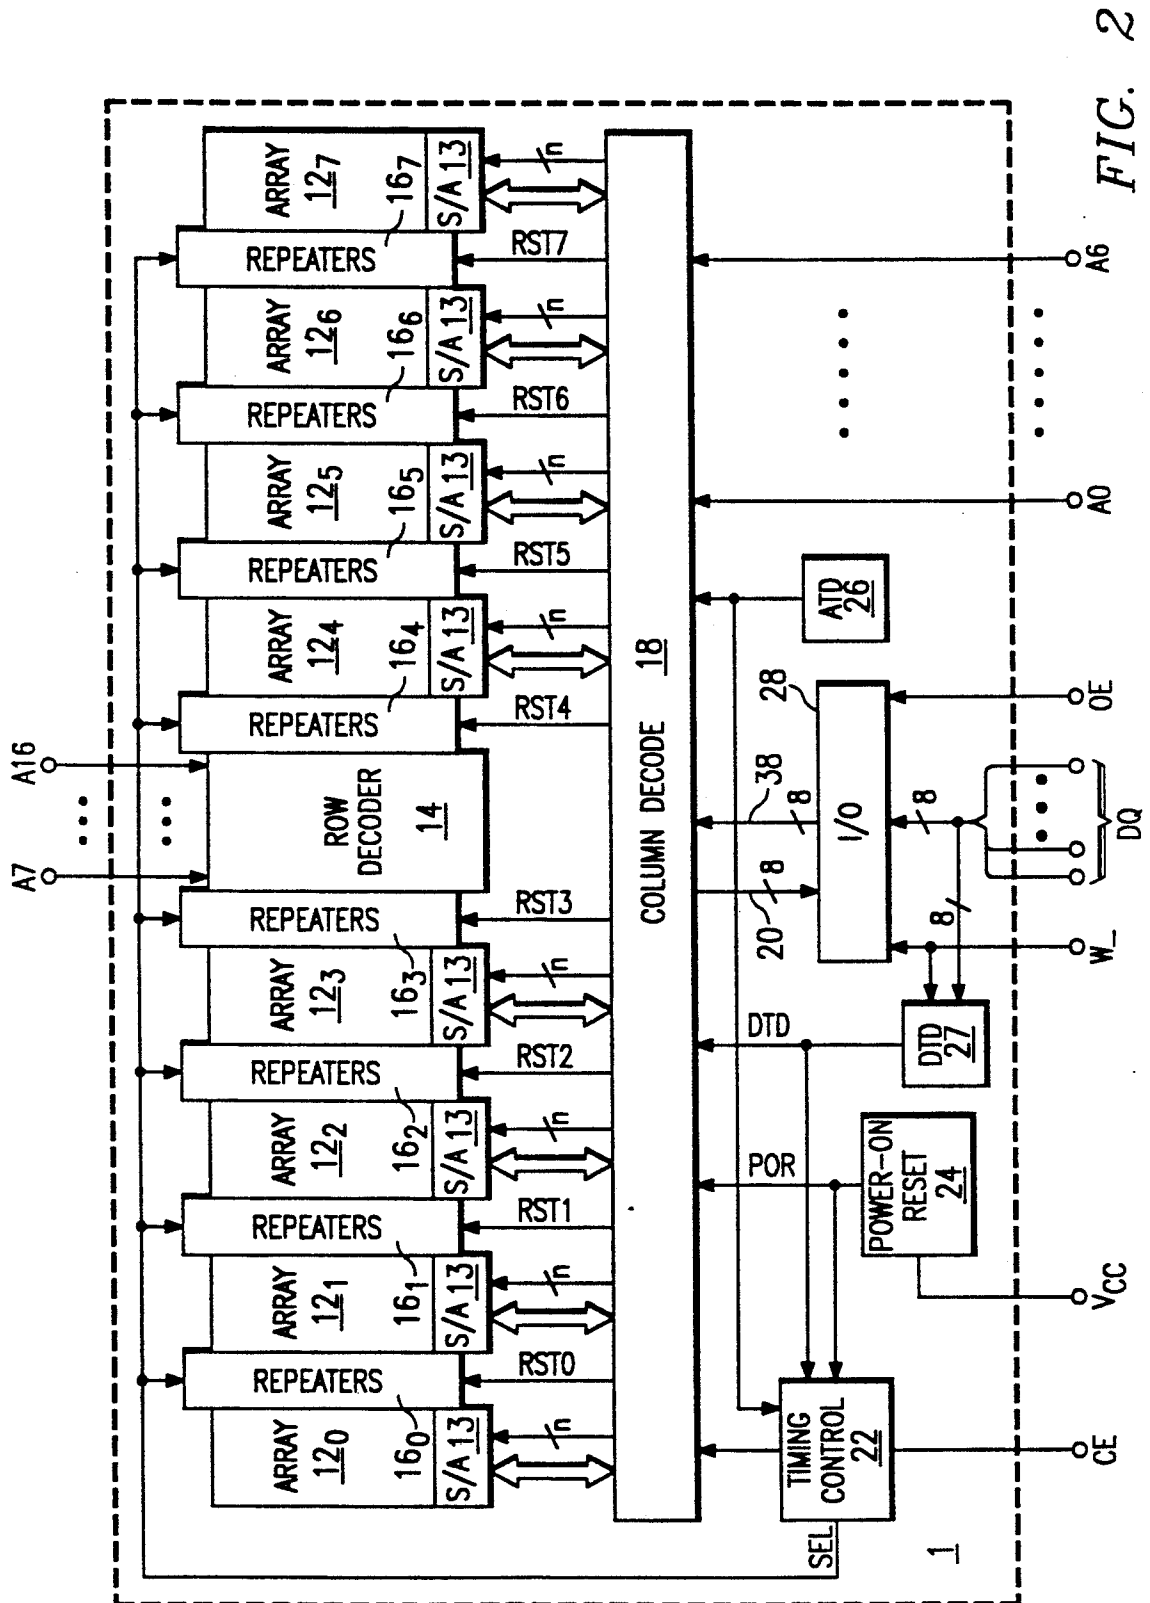 FIG. 2
A7 A16
ARRAY 12₀
REPEATERS 16₀
ARRAY 12₁
REPEATERS 16₁
ARRAY 12₂
REPEATERS 16₂
ARRAY 12₃
REPEATERS 16₃
ROW DECODER 14
REPEATERS 16₄
ARRAY 12₄
REPEATERS 16₅
ARRAY 12₅
REPEATERS 16₆
ARRAY 12₆
REPEATERS 16₇
ARRAY 12₇
S/A 13
S/A 13
S/A 13
S/A 13
S/A 13
S/A 13
S/A 13
S/A 13
n RST0 n RST1 n RST2 n RST3 RST4 n RST5 n RST6 n RST7 n
COLUMN DECODE 18
SEL
TIMING CONTROL 22
POR
POWER-ON RESET 24
DTD
DTD 27
20 8 8 38
I/O 28
8 8
ATD 26
1
CE VCC W_ DQ OE A0 A6